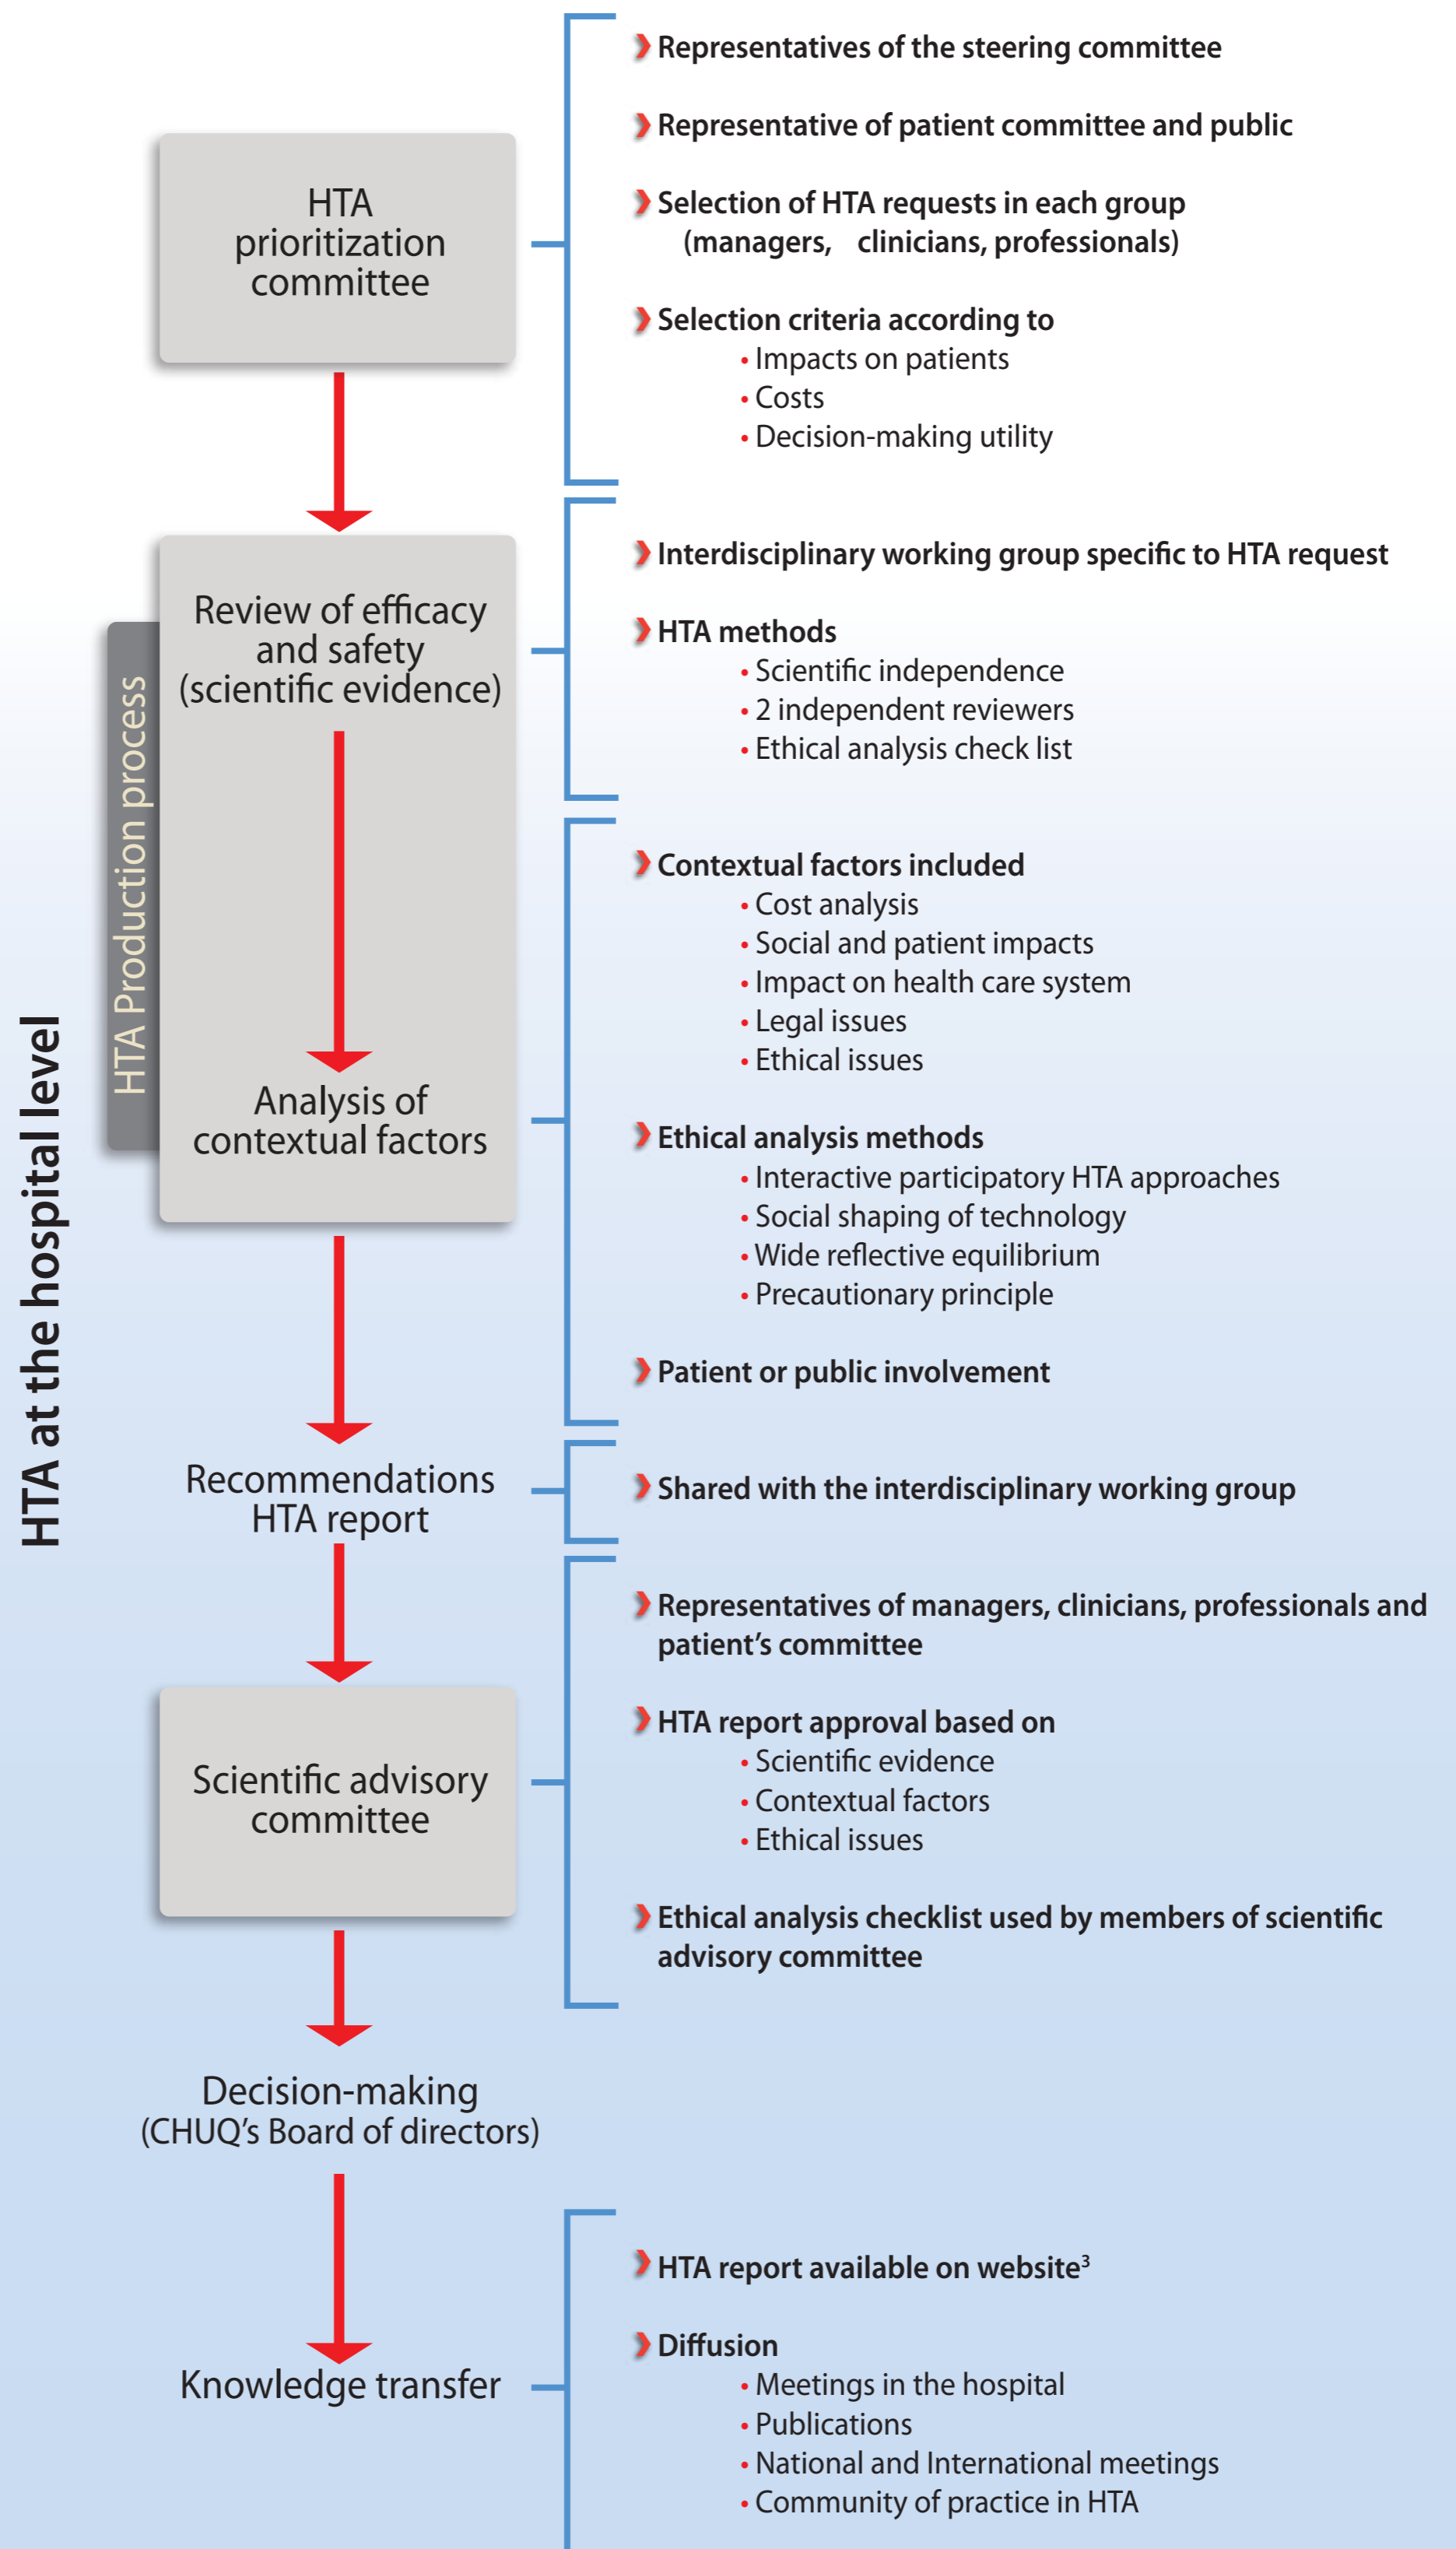 HTA at the hospital level
HTA Production process
HTA
prioritization
committee
❯ Representatives of the steering committee
❯ Representative of patient committee and public
❯ Selection of HTA requests in each group
(managers, clinicians, professionals)
❯ Selection criteria according to
• Impacts on patients
• Costs
• Decision-making utility
Review of efficacy
and safety
(scientific evidence)
❯ Interdisciplinary working group specific to HTA request
❯ HTA methods
• Scientific independence
• 2 independent reviewers
• Ethical analysis check list
Analysis of
contextual factors
❯ Contextual factors included
• Cost analysis
• Social and patient impacts
• Impact on health care system
• Legal issues
• Ethical issues
❯ Ethical analysis methods
• Interactive participatory HTA approaches
• Social shaping of technology
• Wide reflective equilibrium
• Precautionary principle
❯ Patient or public involvement
Recommendations
HTA report
❯ Shared with the interdisciplinary working group
Scientific advisory
committee
❯ Representatives of managers, clinicians, professionals and
patient’s committee
❯ HTA report approval based on
• Scientific evidence
• Contextual factors
• Ethical issues
❯ Ethical analysis checklist used by members of scientific
advisory committee
Decision-making
(CHUQ’s Board of directors)
Knowledge transfer
❯ HTA report available on website³
❯ Diffusion
• Meetings in the hospital
• Publications
• National and International meetings
• Community of practice in HTA